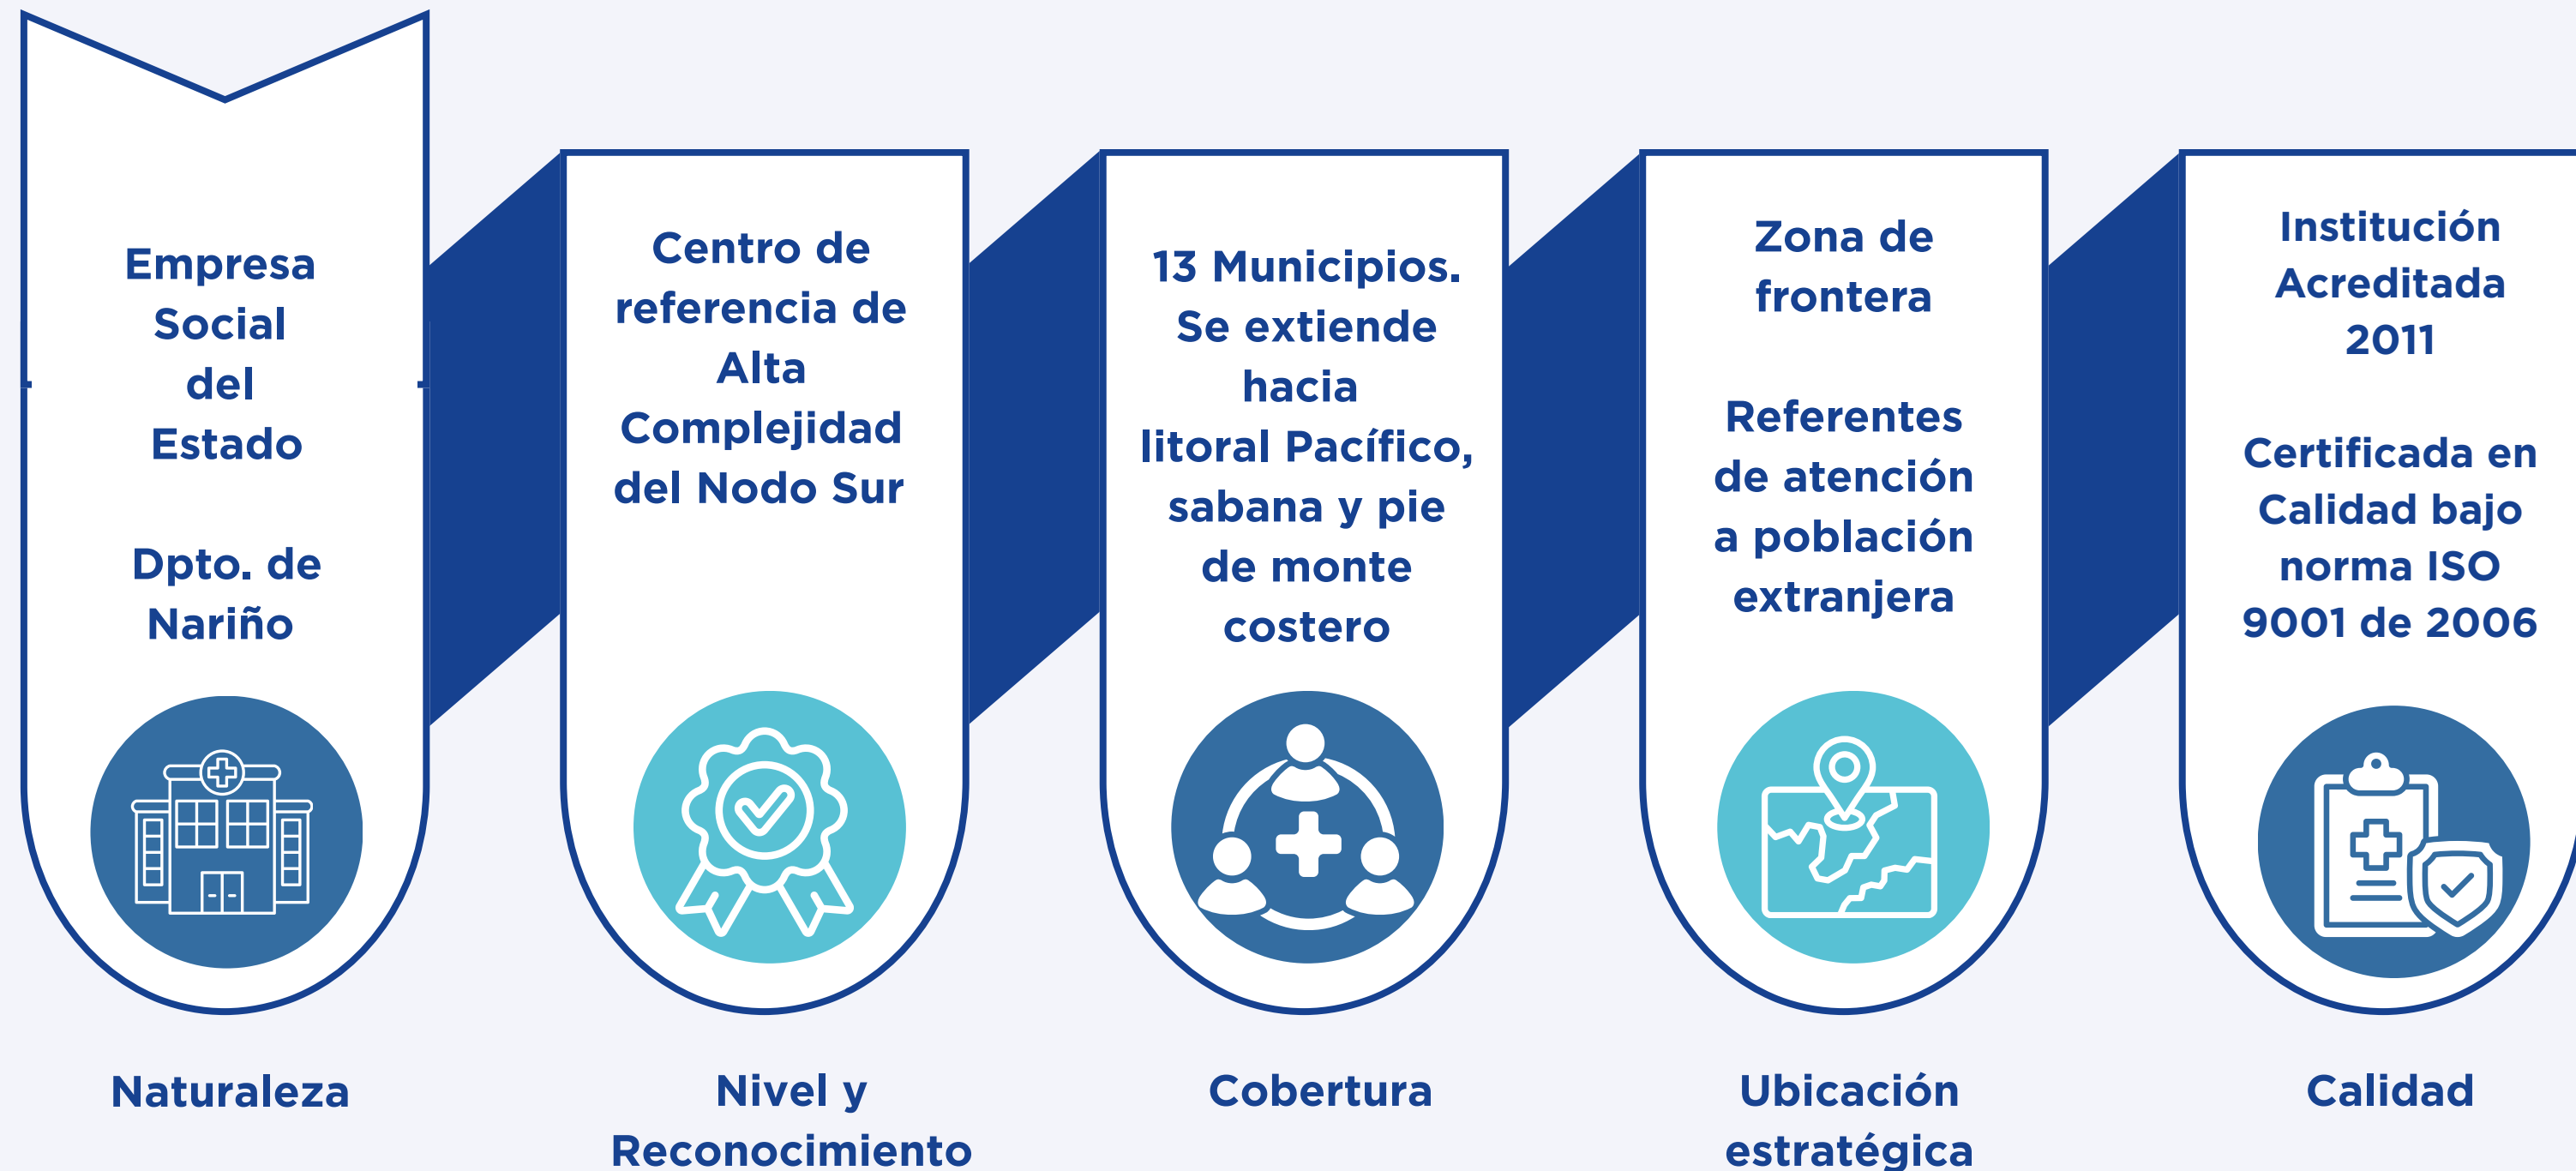 Empresa
Social
del
Estado
Dpto. de
Nariño
Naturaleza
Centro de
referencia de
Alta
Complejidad
del Nodo Sur
Nivel y
Reconocimiento
13 Municipios.
Se extiende
hacia
litoral Pacífico,
sabana y pie
de monte
costero
Cobertura
Zona de
frontera
Referentes
de atención
a población
extranjera
Ubicación
estratégica
Institución
Acreditada
2011
Certificada en
Calidad bajo
norma ISO
9001 de 2006
Calidad